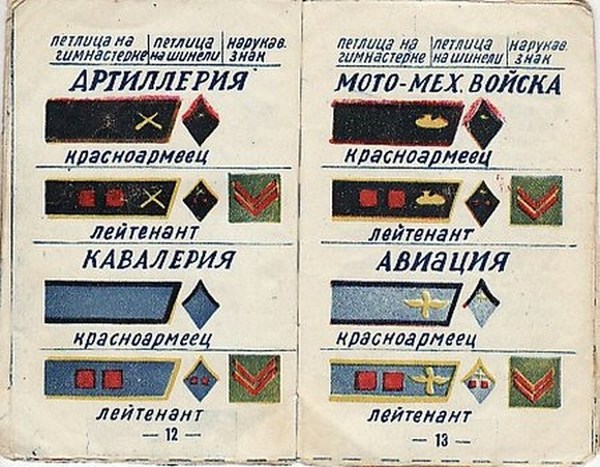 петлица на петлица нарукав.
гимнастерке на шинели знак
АРТИЛЛЕРИЯ
красноармеец
лейтенант
КАВАЛЕРИЯ
красноармеец
лейтенант
— 12 —
петлица на петлица нарукав.
гимнастерке на шинели знак
МОТО-МЕХ. ВОЙСКА
красноармеец
лейтенант
АВИАЦИЯ
красноармеец
лейтенант
— 13 —